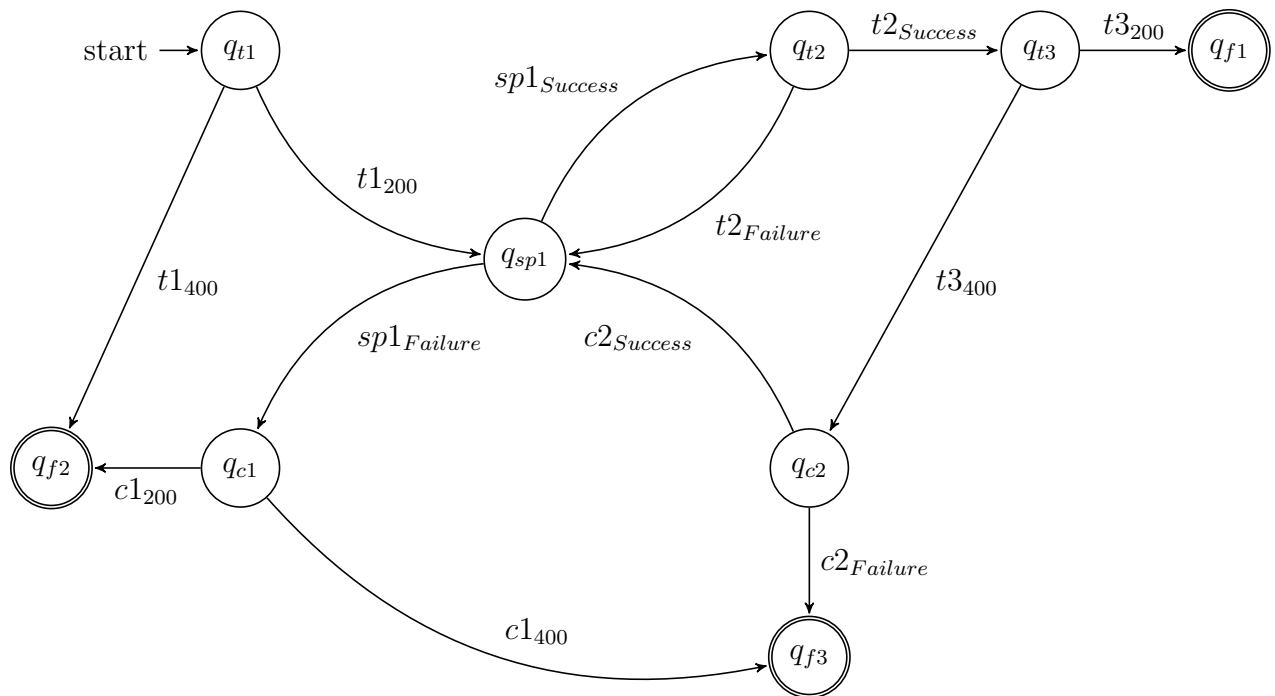 start
q_{t1}
q_{t2}
t2_{Success}
q_{t3}
t3_{200}
q_{f1}
sp1_{Success}
t1_{200}
t2_{Failure}
q_{sp1}
t1_{400}
t3_{400}
sp1_{Failure}
c2_{Success}
q_{f2}
c1_{200}
q_{c1}
q_{c2}
c2_{Failure}
c1_{400}
q_{f3}